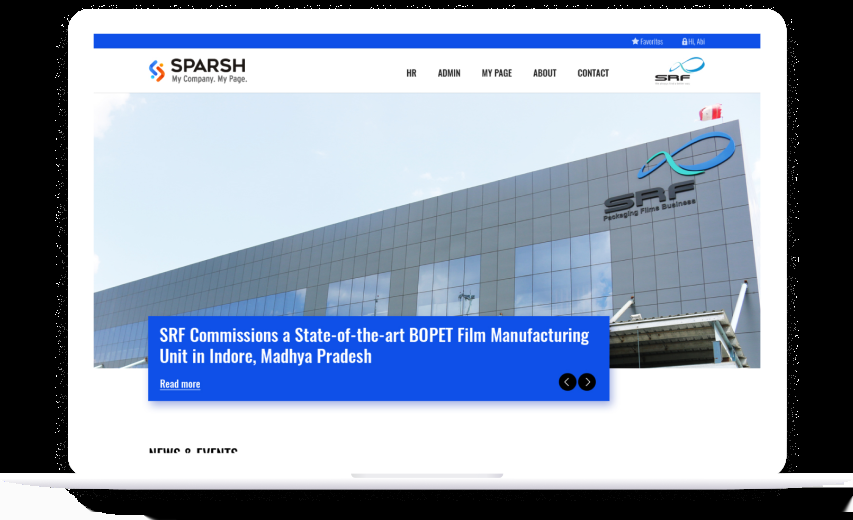 Favorites
Hi, Abi
SPARSH
My Company. My Page.
HR ADMIN MY PAGE ABOUT CONTACT
SRF
SRF
Packaging Films Business
SRF Commissions a State-of-the-art BOPET Film Manufacturing
Unit in Indore, Madhya Pradesh
Read more
NEWS & EVENTS